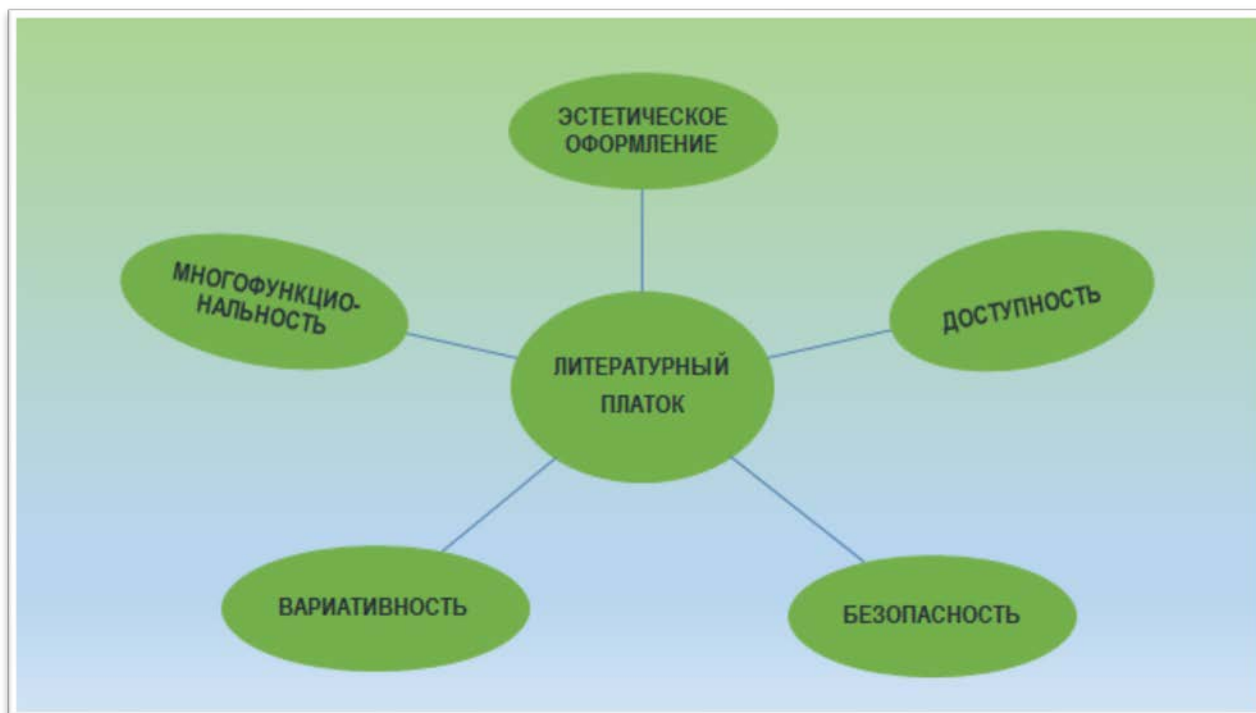 ЭСТЕТИЧЕСКОЕ
ОФОРМЛЕНИЕ
МНОГОФУНКЦИО-
НАЛЬНОСТЬ
ДОСТУПНОСТЬ
ЛИТЕРАТУРНЫЙ
ПЛАТОК
ВАРИАТИВНОСТЬ
БЕЗОПАСНОСТЬ